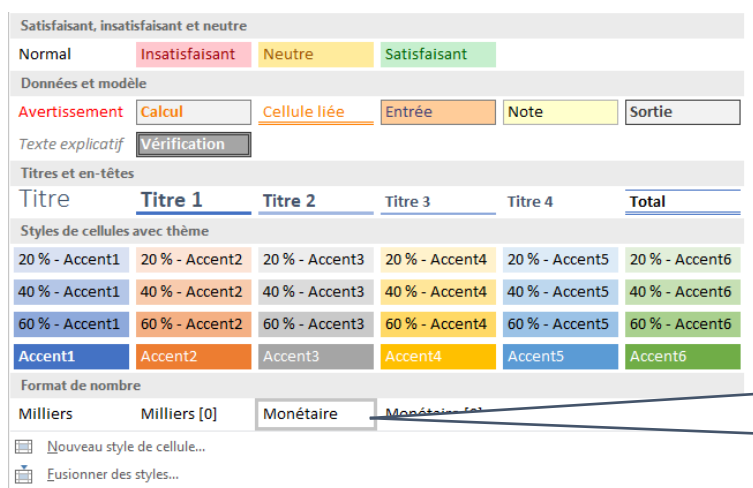 Satisfaisant, insatisfaisant et neutre
Normal Insatisfaisant Neutre Satisfaisant
Données et modèle
Avertissement Calcul Cellule liée Entrée Note Sortie
Texte explicatif Vérification
Titres et en-têtes
Titre Titre 1 Titre 2 Titre 3 Titre 4 Total
Styles de cellules avec thème
20 % - Accent1 20 % - Accent2 20 % - Accent3 20 % - Accent4 20 % - Accent5 20 % - Accent6
40 % - Accent1 40 % - Accent2 40 % - Accent3 40 % - Accent4 40 % - Accent5 40 % - Accent6
60 % - Accent1 60 % - Accent2 60 % - Accent3 60 % - Accent4 60 % - Accent5 60 % - Accent6
Accent1 Accent2 Accent3 Accent4 Accent5 Accent6
Format de nombre
Milliers Milliers [0] Monétaire Monétaire [0]
Nouveau style de cellule...
Fusionner des styles...